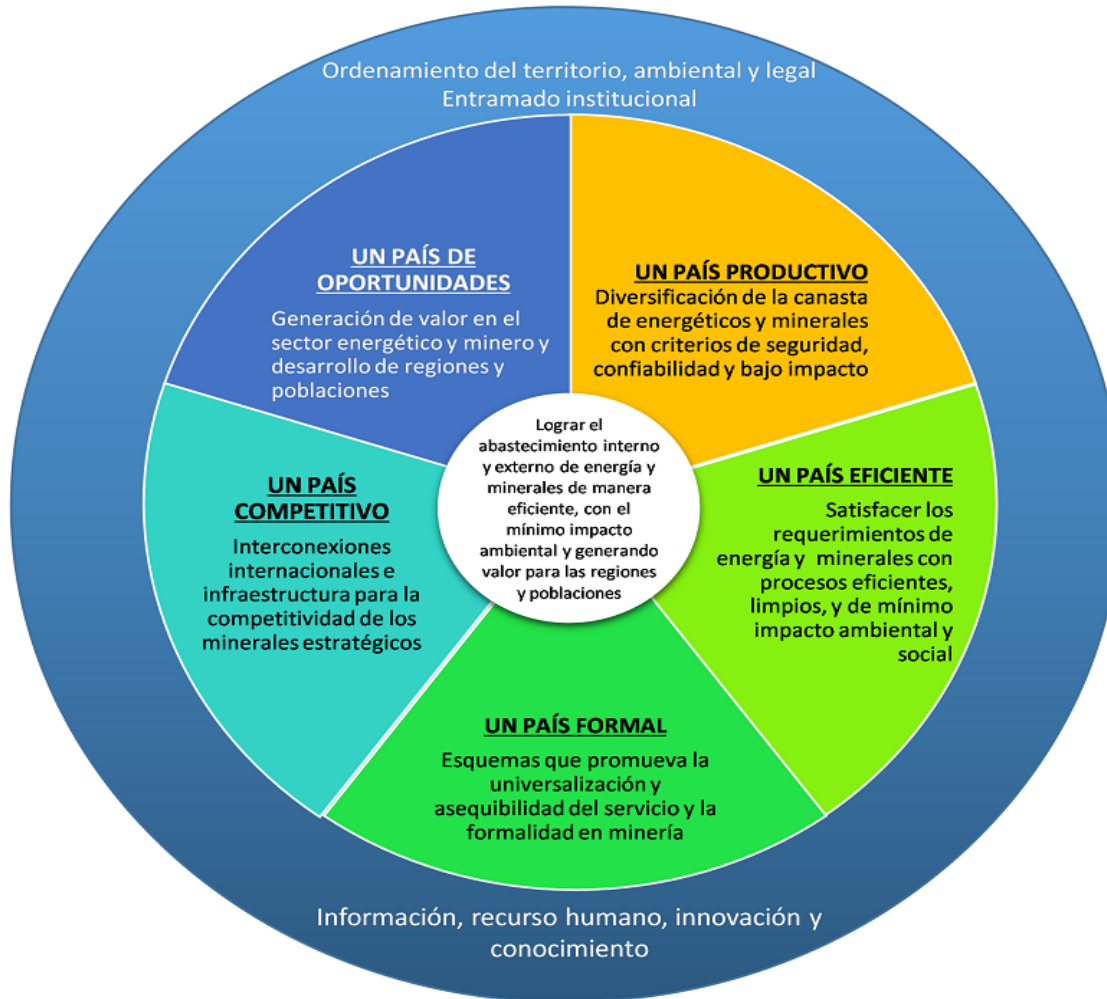 Ordenamiento del territorio, ambiental y legal
Entramado institucional
UN PAÍS DE
OPORTUNIDADES
Generación de valor en el
sector energético y minero y
desarrollo de regiones y
poblaciones
UN PAÍS PRODUCTIVO
Diversificación de la canasta
de energéticos y minerales
con criterios de seguridad,
confiabilidad y bajo impacto
Lograr el
abastecimiento interno
y externo de energía y
minerales de manera
eficiente, con el
mínimo impacto
ambiental y generando
valor para las regiones
y poblaciones
UN PAÍS
COMPETITIVO
Interconexiones
internacionales e
infraestructura para la
competitividad de los
minerales estratégicos
UN PAÍS EFICIENTE
Satisfacer los
requerimientos de
energía y minerales con
procesos eficientes,
limpios, y de mínimo
impacto ambiental y
social
UN PAÍS FORMAL
Esquemas que promueva la
universalización y
asequibilidad del servicio y la
formalidad en minería
Información, recurso humano, innovación y
conocimiento